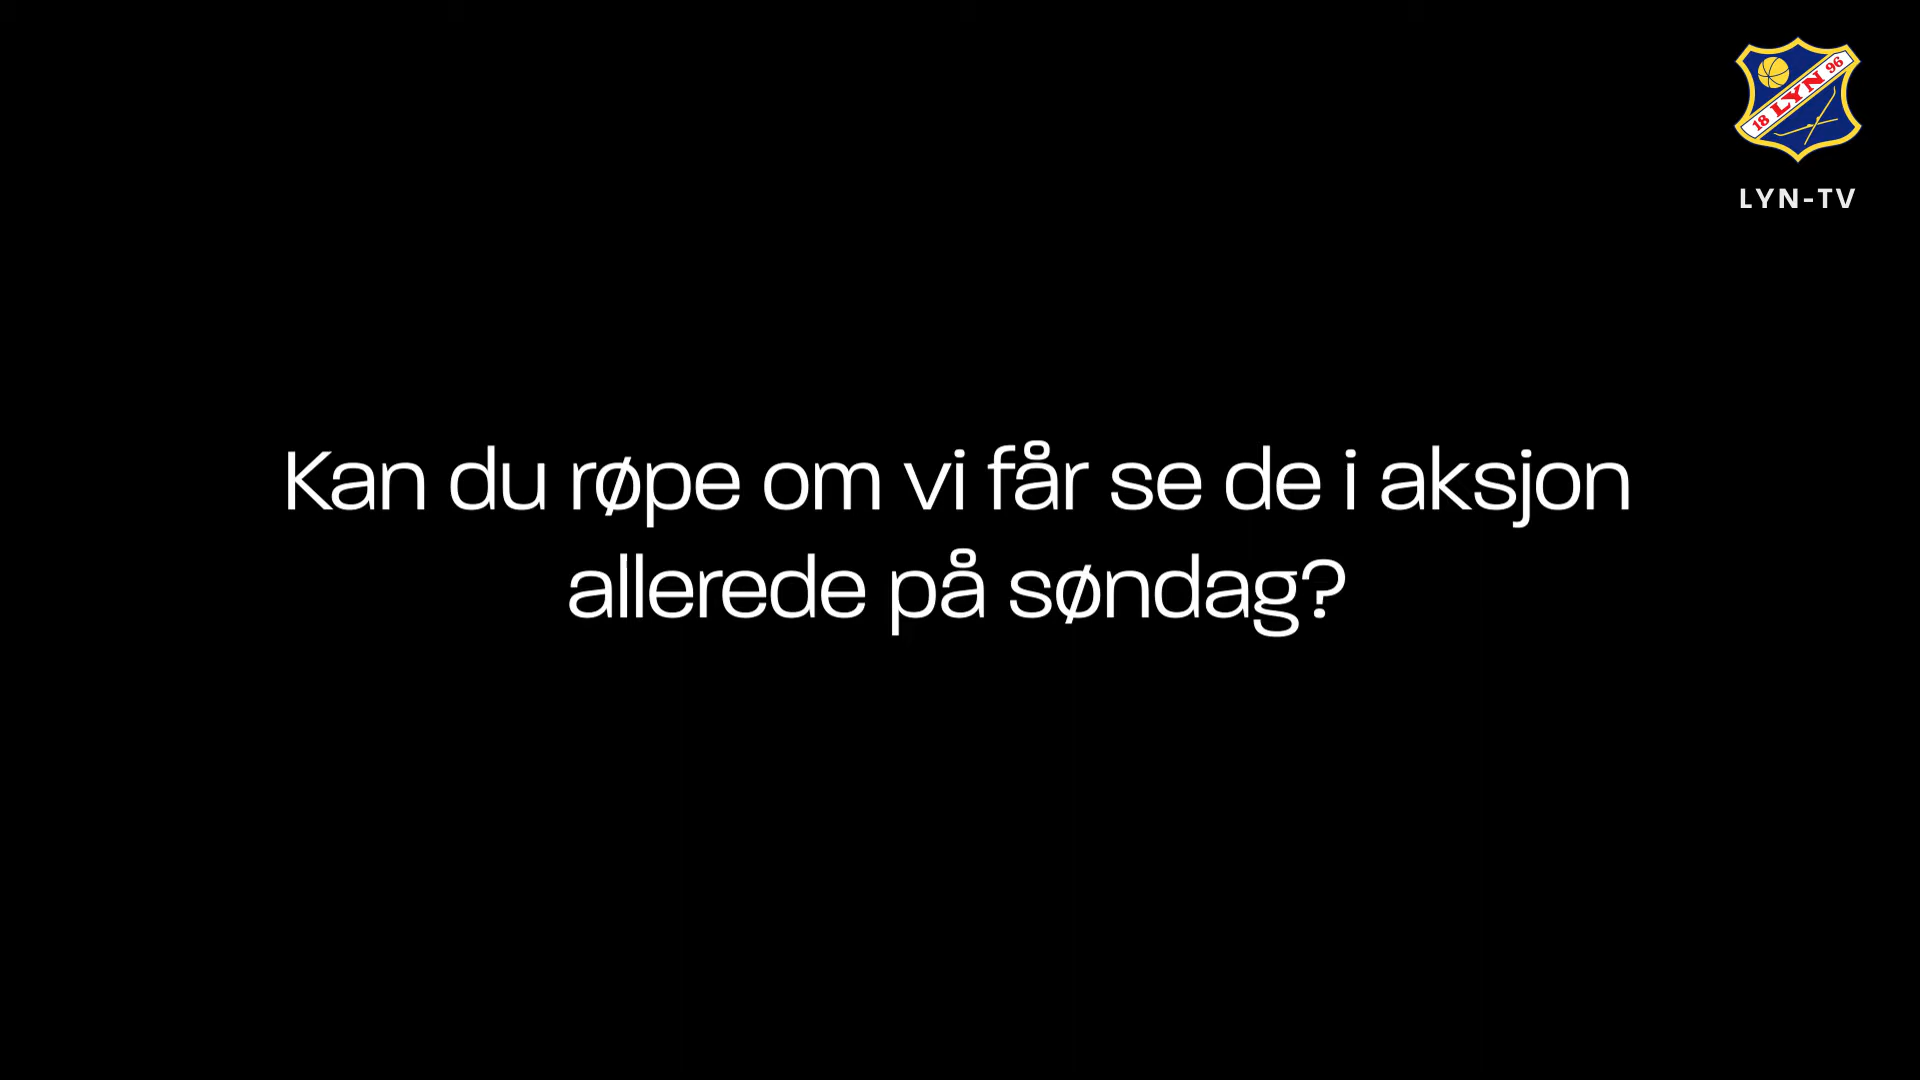 18 LYN 96
LYN-TV
Kan du røpe om vi får se de i aksjon
allerede på søndag?